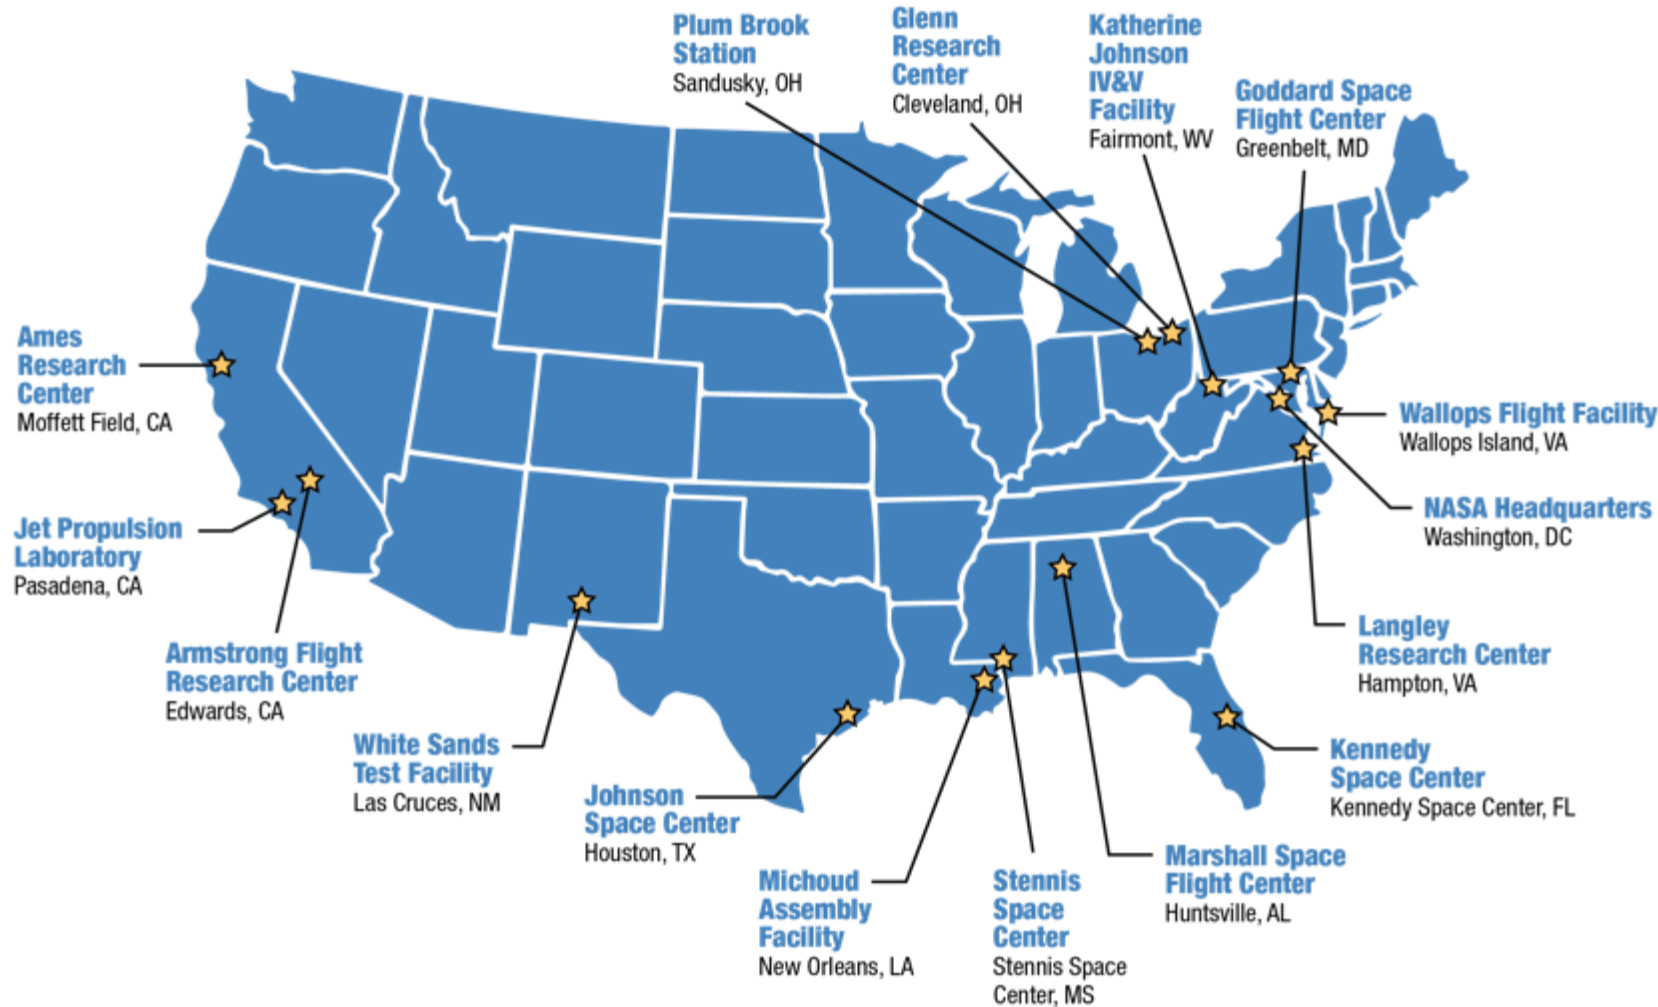 Plum Brook
Station
Sandusky, OH
Glenn
Research
Center
Cleveland, OH
Katherine
Johnson
IV&V
Facility
Fairmont, WV
Goddard Space
Flight Center
Greenbelt, MD
Ames
Research
Center
Moffett Field, CA
Wallops Flight Facility
Wallops Island, VA
NASA Headquarters
Washington, DC
Jet Propulsion
Laboratory
Pasadena, CA
Langley
Research Center
Hampton, VA
Armstrong Flight
Research Center
Edwards, CA
White Sands
Test Facility
Las Cruces, NM
Kennedy
Space Center
Kennedy Space Center, FL
Johnson
Space Center
Houston, TX
Marshall Space
Flight Center
Huntsville, AL
Michoud
Assembly
Facility
New Orleans, LA
Stennis
Space
Center
Stennis Space
Center, MS